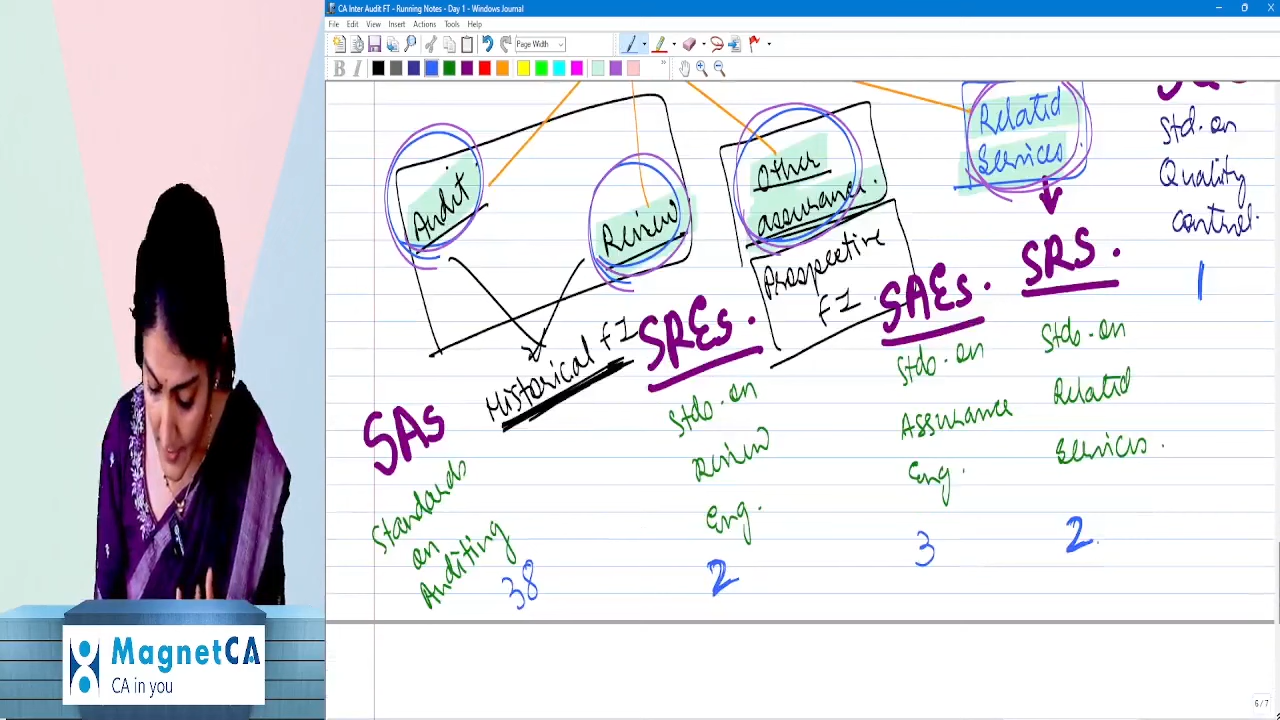 CA Inter Audit FT - Running Notes - Day 1 - Windows Journal
File Edit View Insert Actions Tools Help
Page Width
B I
Audit
Review
Other
assurance.
Related
Services.
Std. on
Quality
Control.
1
Historical FI
Prospective
FI.
SAs
Standards
on
Auditing
38
SREs.
Stds. on
Review
Eng.
2
SAEs.
Stds. on
Assurance
Eng.
3
SRS.
Stds. on
Related
Services.
2
MagnetCA
CA in you
6 / 7